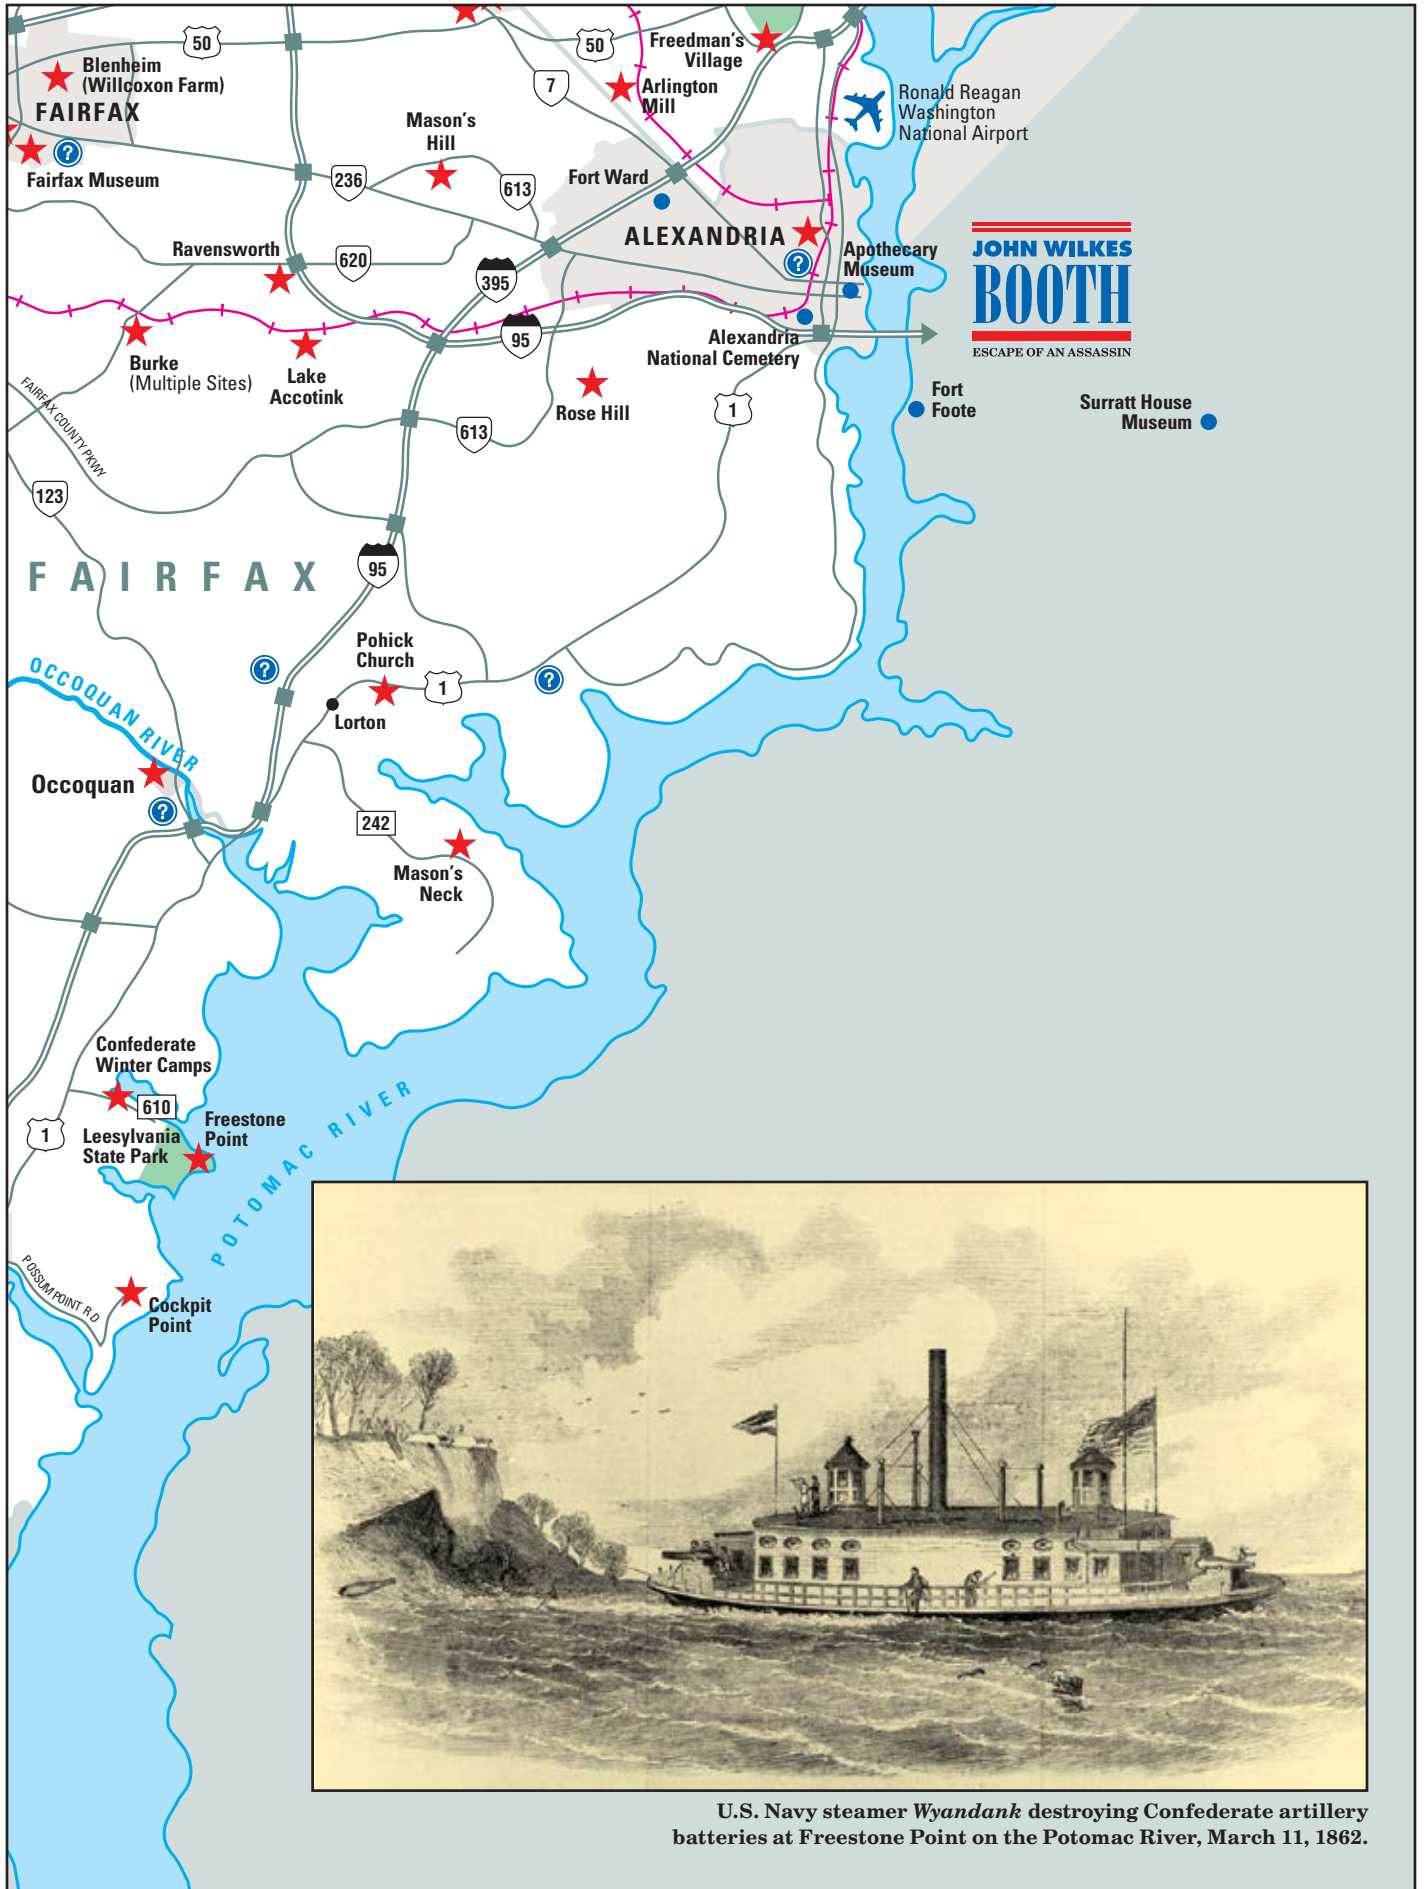 50
50
Freedman's
Village
Blenheim
(Willcoxon Farm)
7
Arlington
Mill
Ronald Reagan
Washington
National Airport
FAIRFAX
Mason's
Hill
Fairfax Museum
236
613
Fort Ward
ALEXANDRIA
Apothecary
Museum
JOHN WILKES
BOOTH
ESCAPE OF AN ASSASSIN
Ravensworth
620
395
95
Alexandria
National Cemetery
Burke
(Multiple Sites)
Lake
Accotink
Rose Hill
1
Fort
Foote
Surratt House
Museum
FAIRFAX COUNTY PKWY
613
123
FAIRFAX
95
Pohick
Church
1
OCCOQUAN RIVER
Lorton
Occoquan
242
Mason's
Neck
Confederate
Winter Camps
610
1
Leesylvania
State Park
Freestone
Point
POTOMAC RIVER
POSSUM POINT RD
Cockpit
Point
U.S. Navy steamer Wyandank destroying Confederate artillery
batteries at Freestone Point on the Potomac River, March 11, 1862.